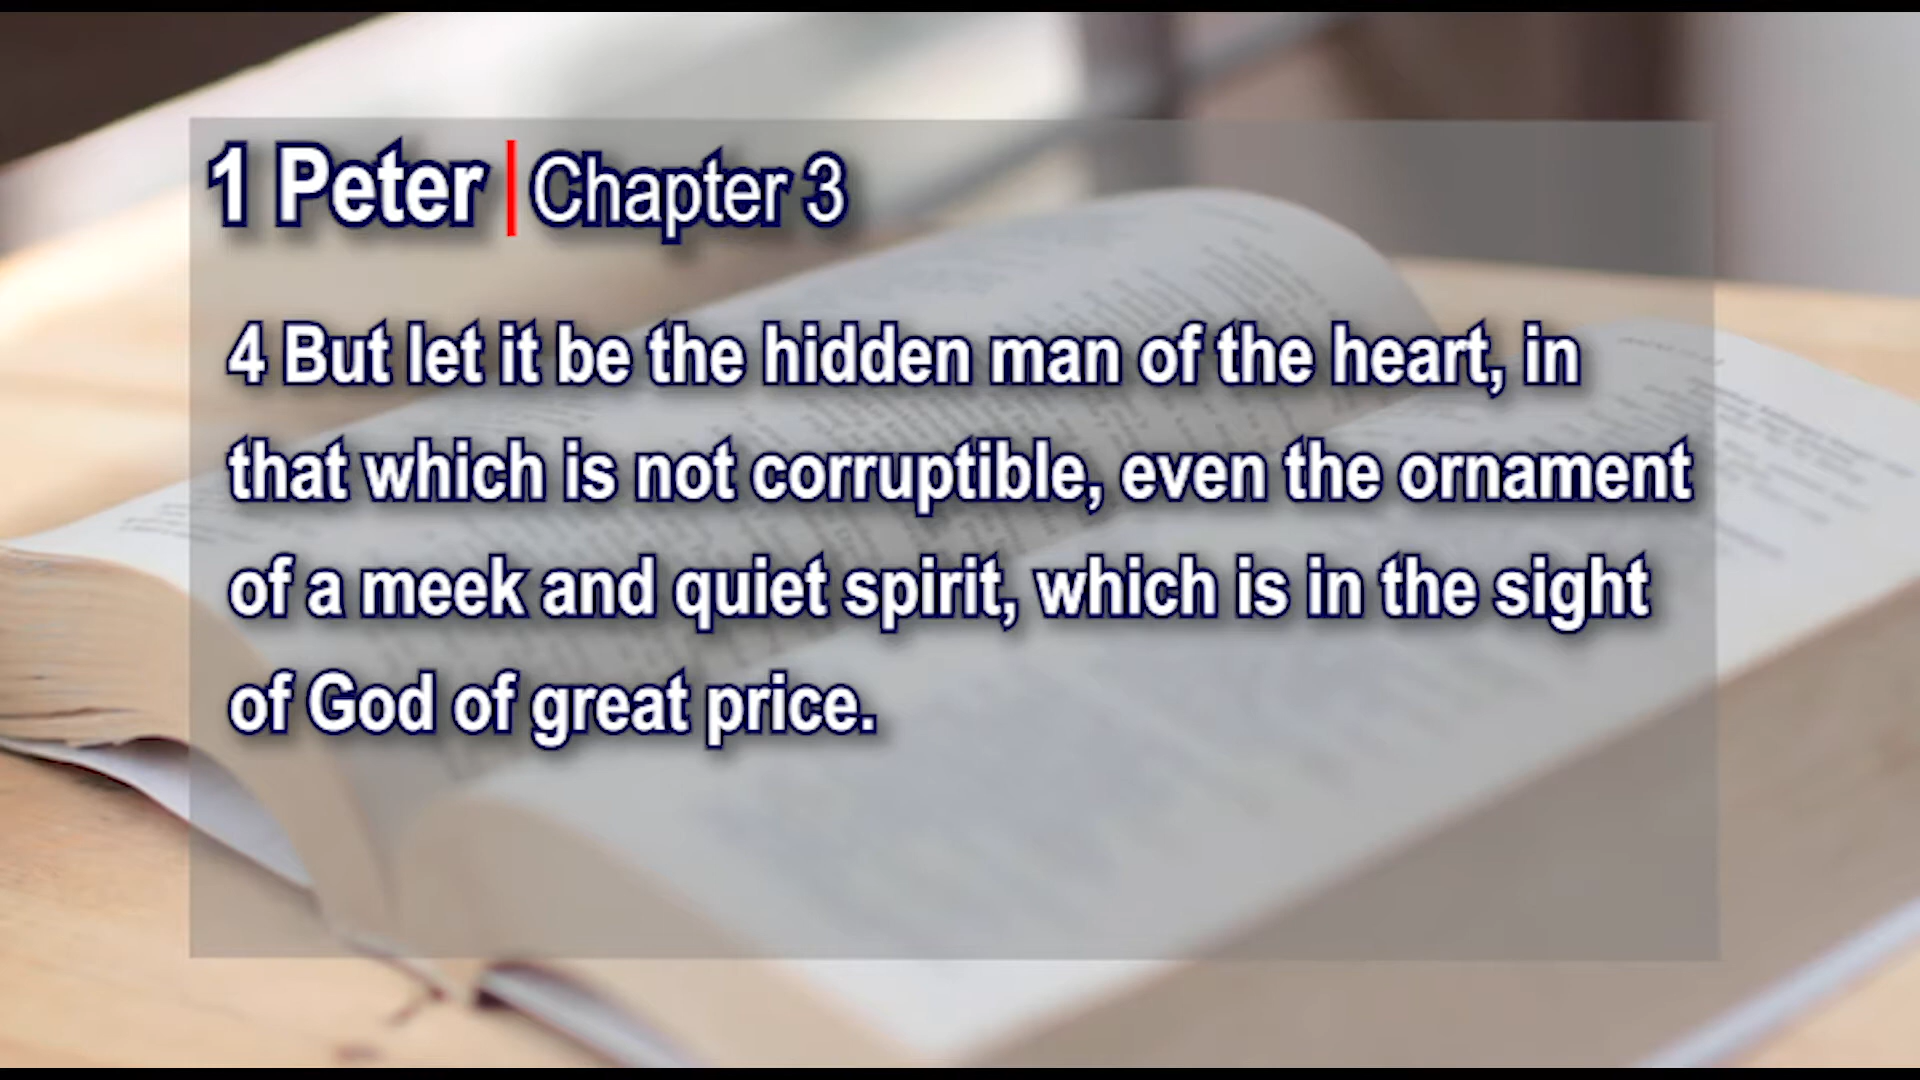 1 Peter | Chapter 3
4 But let it be the hidden man of the heart, in
that which is not corruptible, even the ornament
of a meek and quiet spirit, which is in the sight
of God of great price.